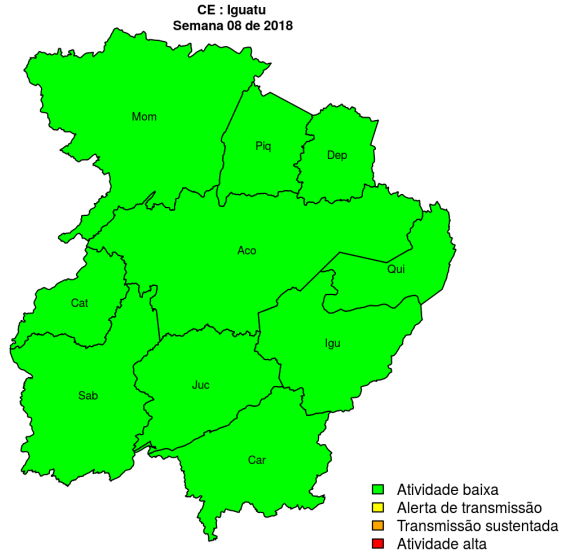 CE : Iguatu
Semana 08 de 2018
Mom
Piq
Dep
Aco
Qui
Cat
Igu
Juc
Sab
Car
Atividade baixa
Alerta de transmissão
Transmissão sustentada
Atividade alta